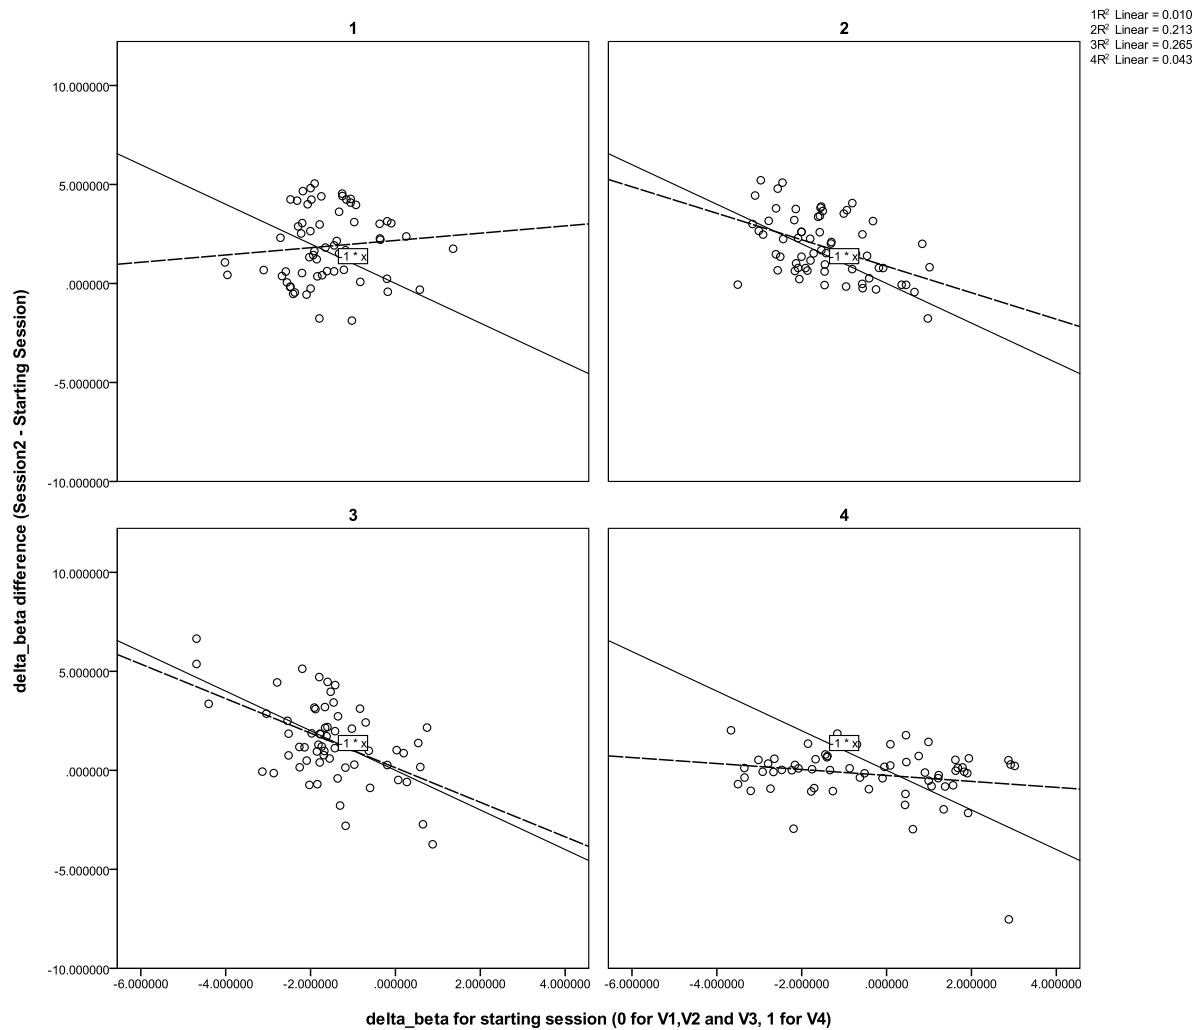 1R² Linear = 0.010
2R² Linear = 0.213
3R² Linear = 0.265
4R² Linear = 0.043
1
2
10.000000
5.000000
.000000
-5.000000
-10.000000
1 * x
1 * x
3
4
10.000000
5.000000
.000000
-5.000000
-10.000000
1 * x
1 * x
-6.000000 -4.000000 -2.000000 .000000 2.000000 4.000000
-6.000000 -4.000000 -2.000000 .000000 2.000000 4.000000
delta_beta difference (Session2 - Starting Session)
delta_beta for starting session (0 for V1,V2 and V3, 1 for V4)